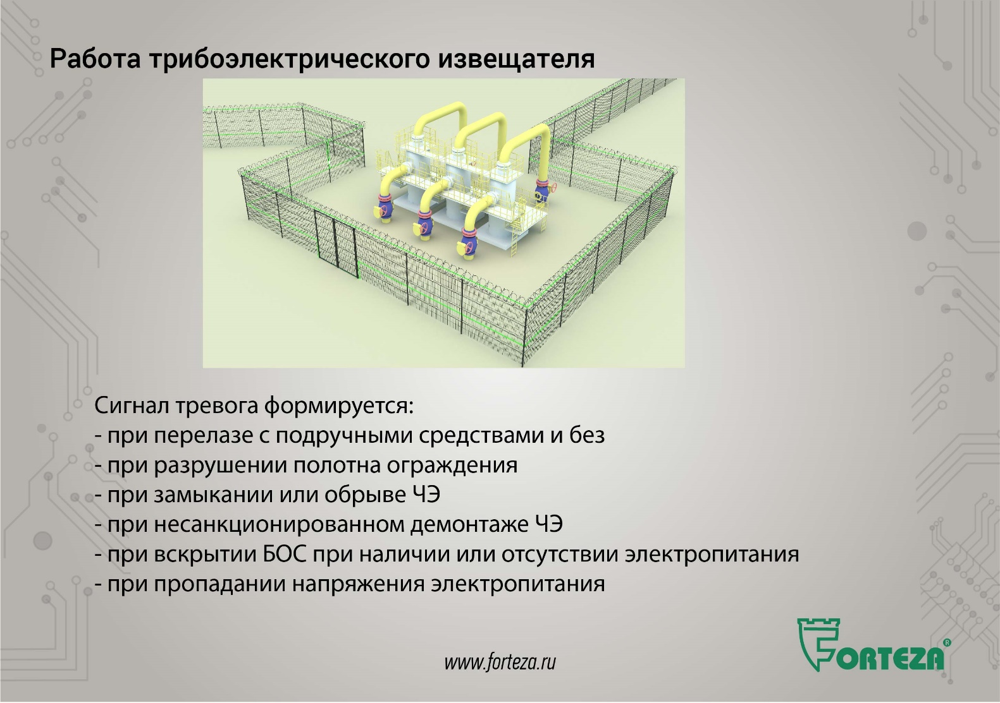 Работа трибоэлектрического извещателя
Сигнал тревога формируется:
- при перелазе с подручными средствами и без
- при разрушении полотна ограждения
- при замыкании или обрыве ЧЭ
- при несанкционированном демонтаже ЧЭ
- при вскрытии БОС при наличии или отсутствии электропитания
- при пропадании напряжения электропитания
www.forteza.ru
FORTEZA®